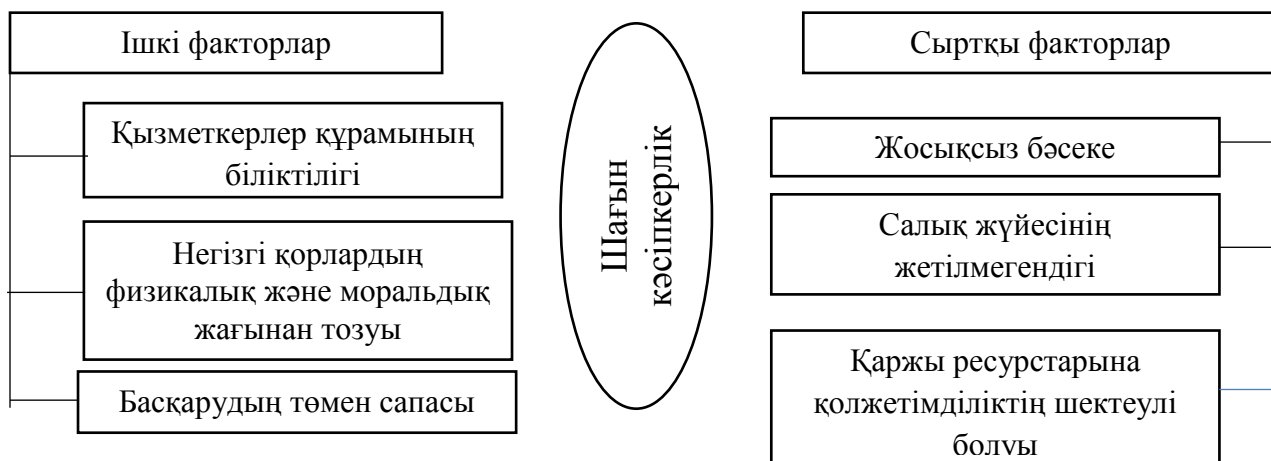 Ішкі факторлар
Қызметкерлер құрамының
біліктілігі
Негізгі қорлардың
физикалық және моральдық
жағынан тозуы
Басқарудың төмен сапасы
Шағын
кәсіпкерлік
Сыртқы факторлар
Жосықсыз бәсеке
Салық жүйесінің
жетілмегендігі
Қаржы ресурстарына
қолжетімділіктің шектеулі
болуы